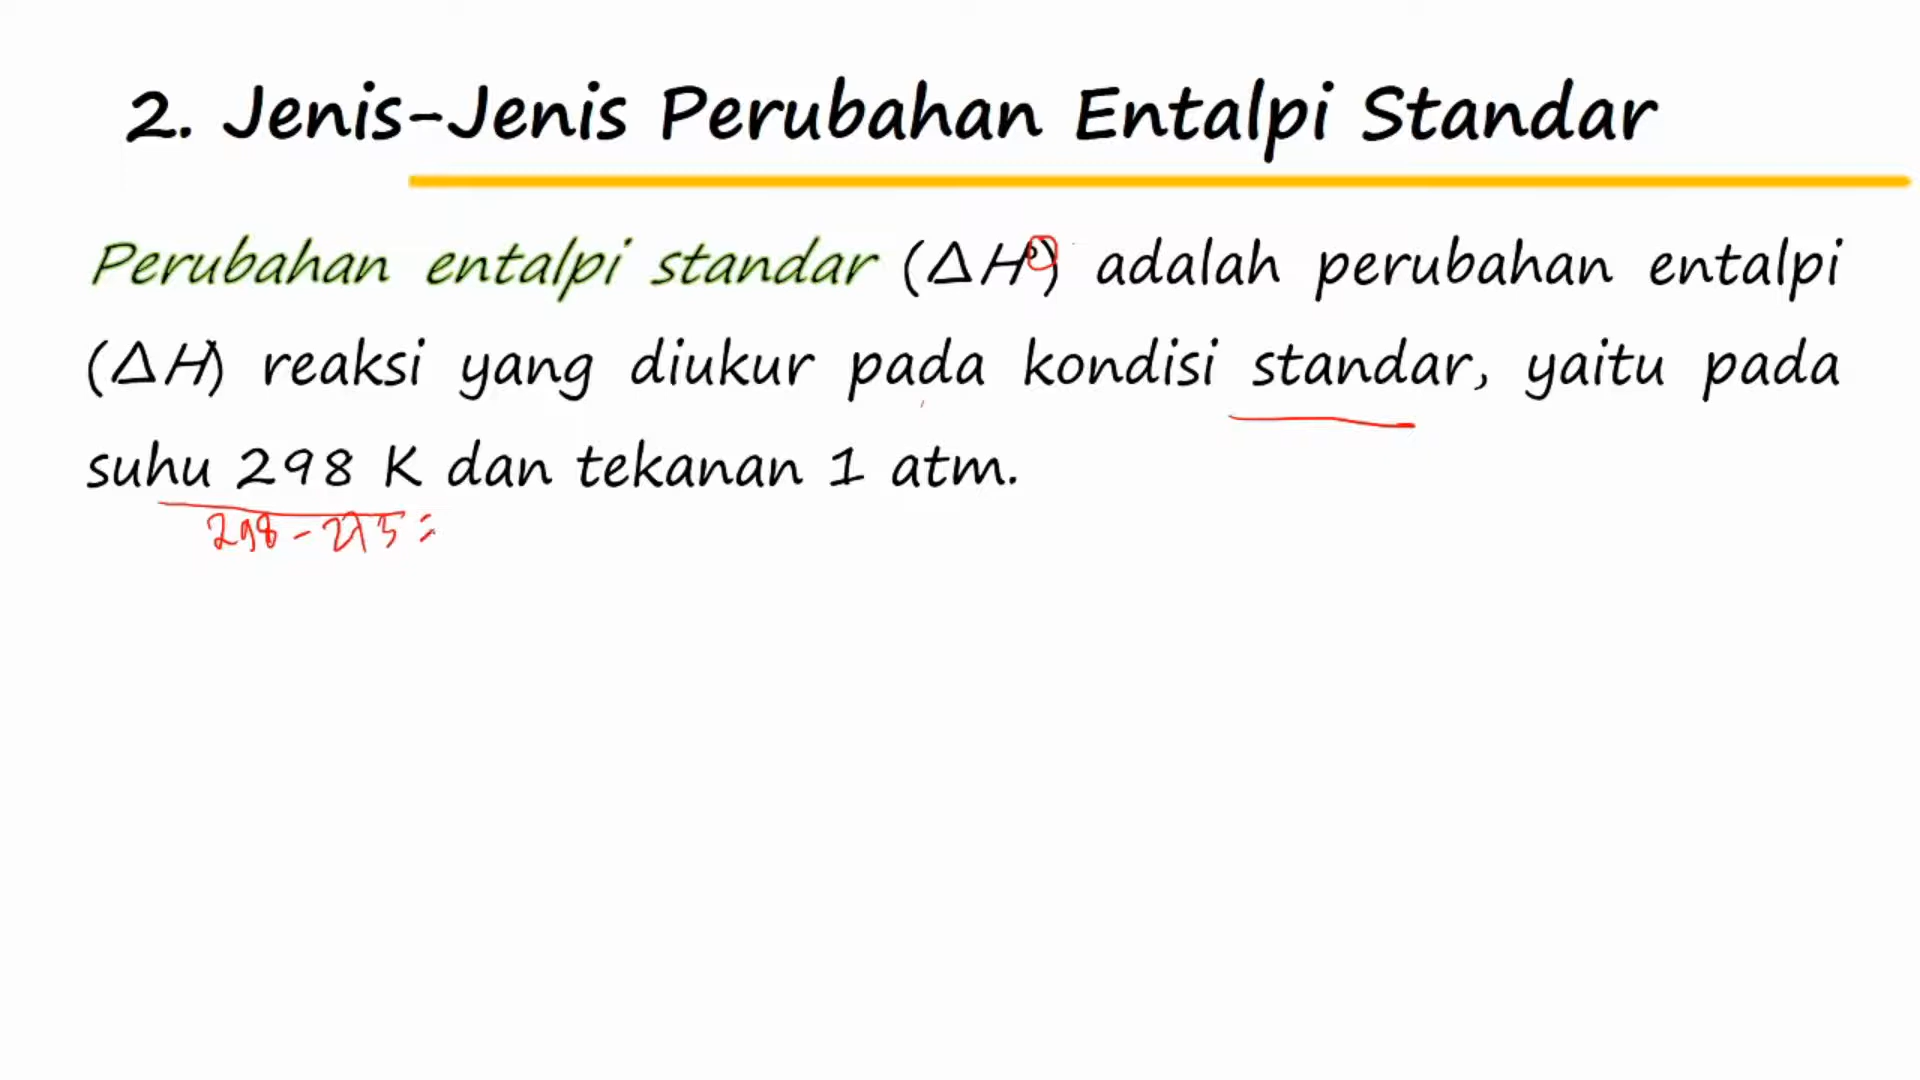 2. Jenis-Jenis Perubahan Entalpi Standar
Perubahan entalpi standar (ΔH°) adalah perubahan entalpi
(ΔH) reaksi yang diukur pada kondisi standar, yaitu pada
suhu 298 K dan tekanan 1 atm.
298 - 275 =